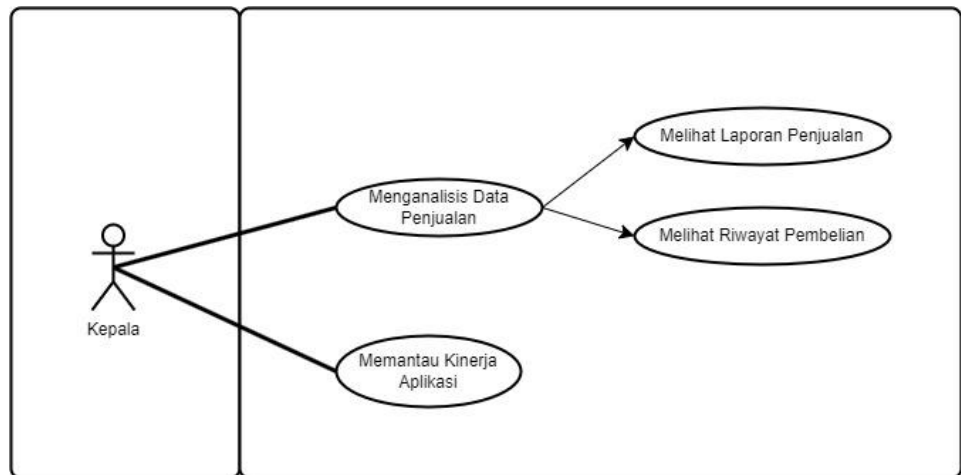 Melihat Laporan Penjualan
Menganalisis Data
Penjualan
Melihat Riwayat Pembelian
Kepala
Memantau Kinerja
Aplikasi